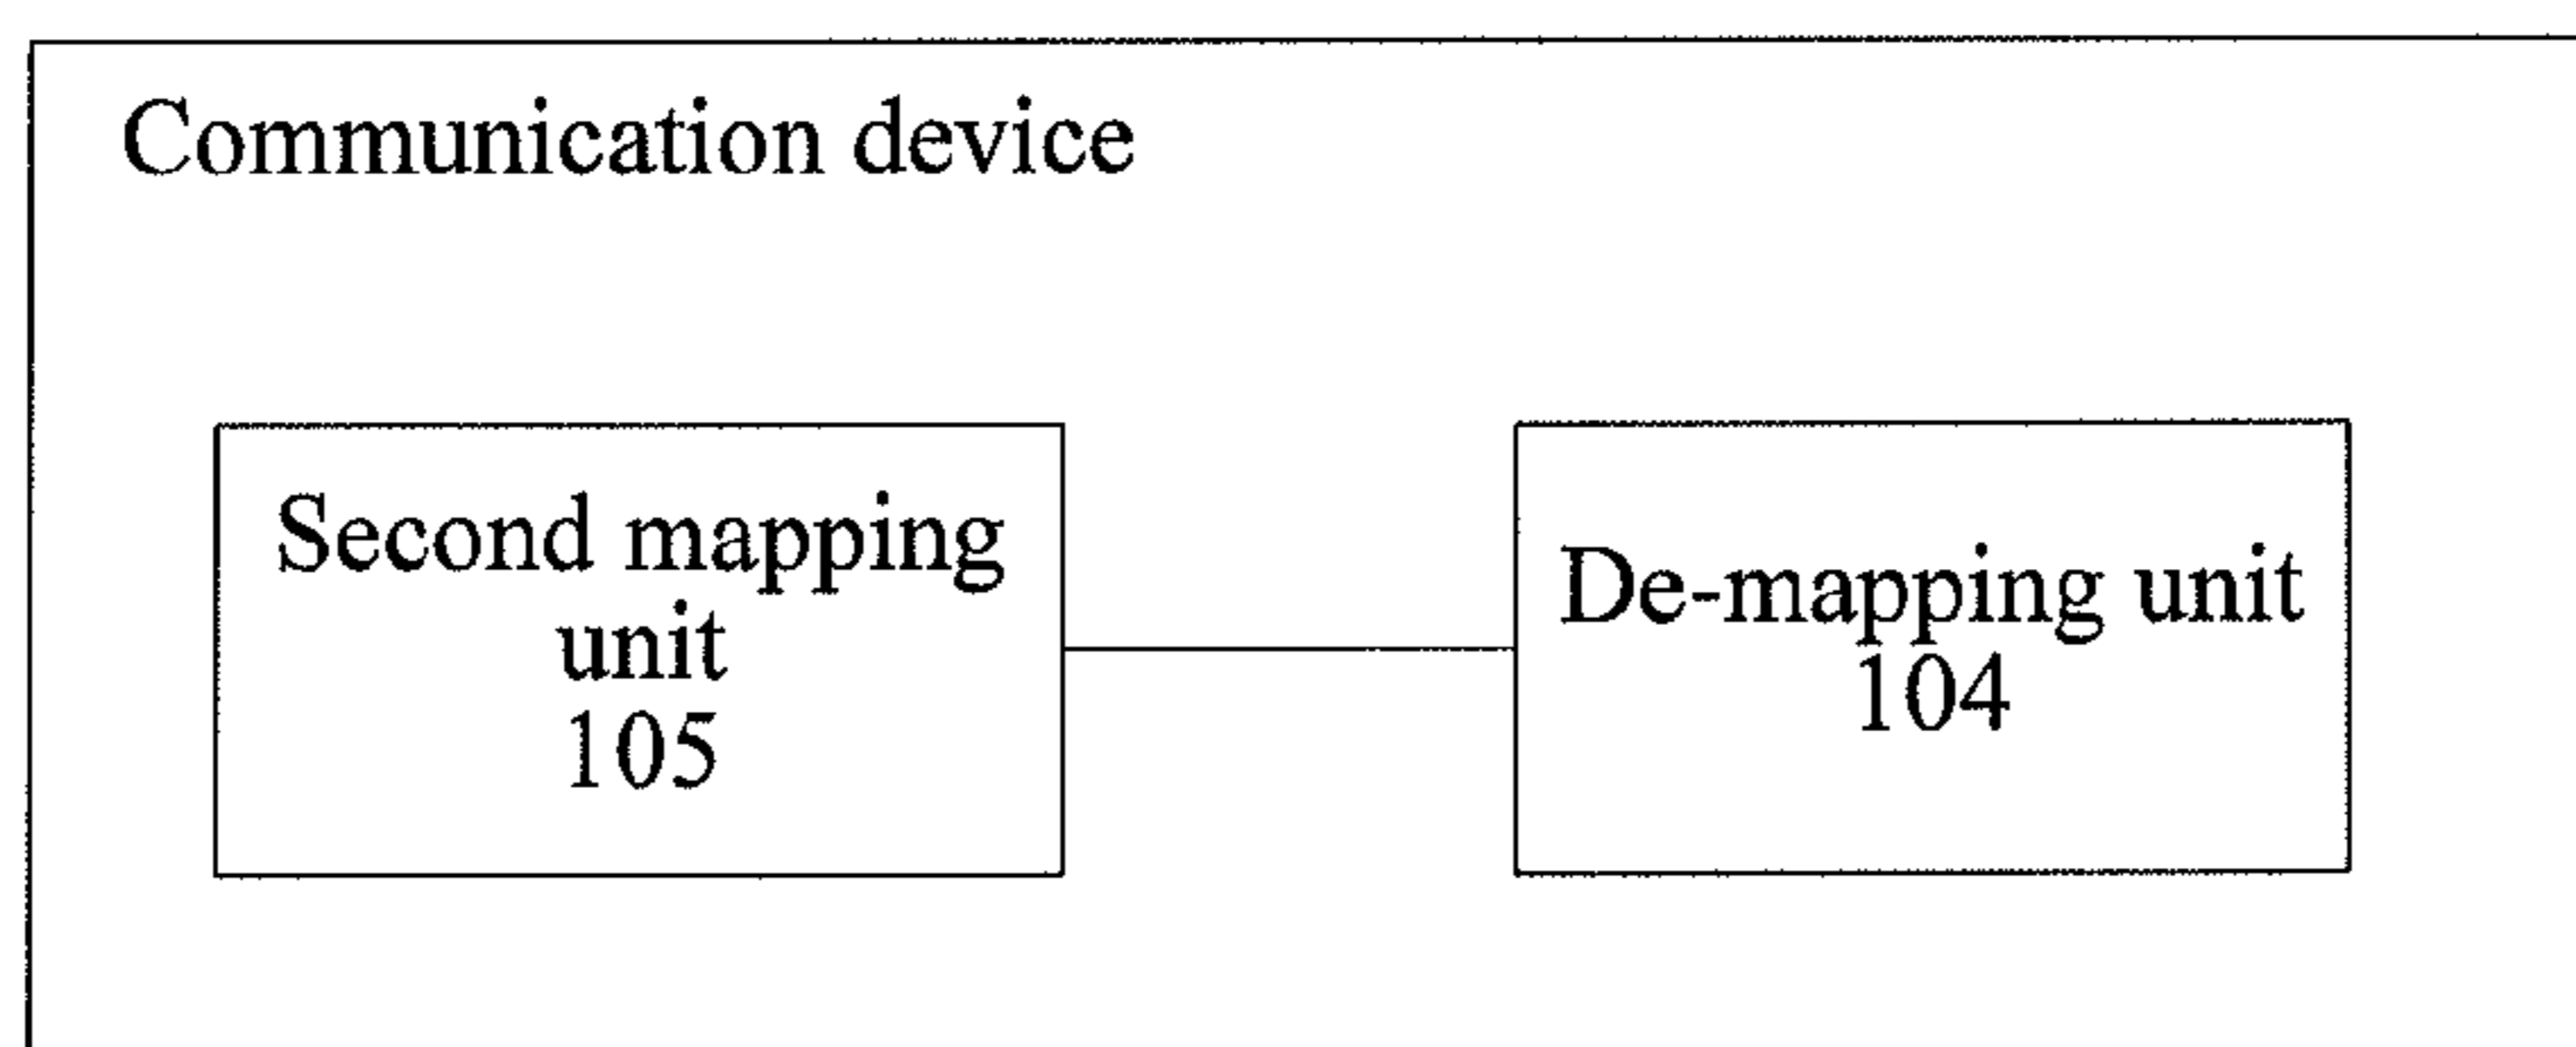 Communication device
Second mapping
unit
105
De-mapping unit
104